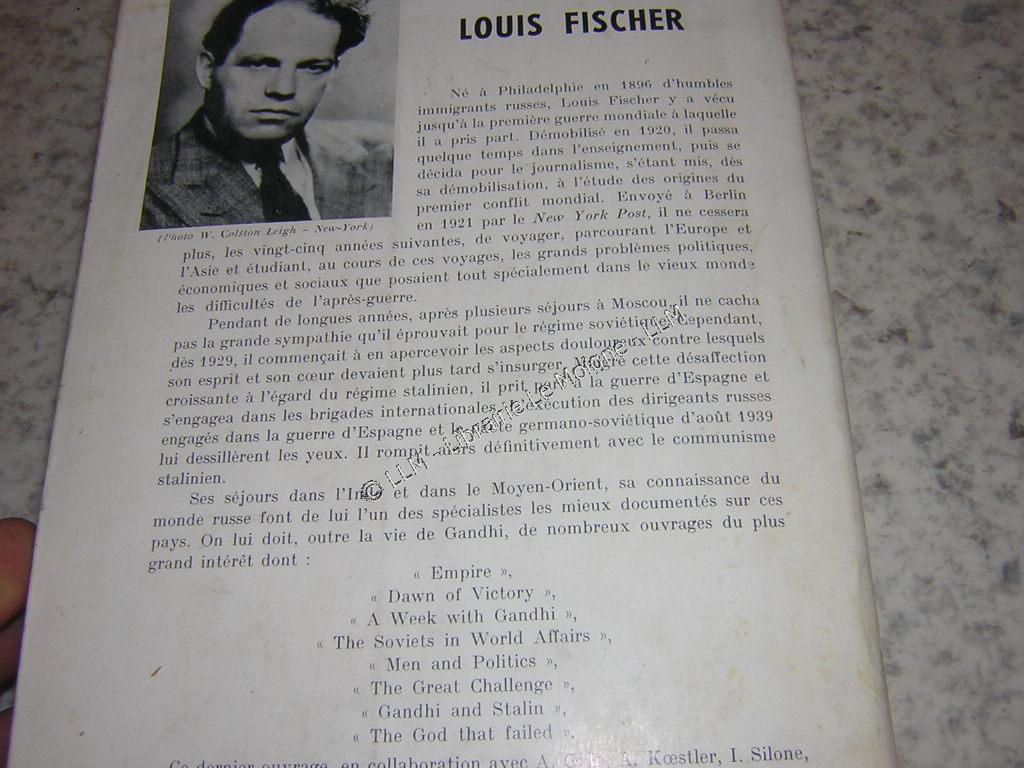 LOUIS FISCHER
Né à Philadelphie en 1896 d'humbles
immigrants russes, Louis Fischer y a vécu
jusqu'à la première guerre mondiale à laquelle
il a pris part. Démobilisé en 1920, il passa
quelque temps dans l'enseignement, puis se
décida pour le journalisme, s'étant mis, dès
sa démobilisation, à l'étude des origines du
premier conflit mondial. Envoyé à Berlin
en 1921 par le New York Post, il ne cessera
(Photo W. Colston Leigh - New-York)
plus, les vingt-cinq années suivantes, de voyager, parcourant l'Europe et
l'Asie et étudiant, au cours de ces voyages, les grands problèmes politiques,
économiques et sociaux que posaient tout spécialement dans le vieux monde
les difficultés de l'après-guerre.
Pendant de longues années, après plusieurs séjours à Moscou, il ne cacha
pas la grande sympathie qu'il éprouvait pour le régime soviétique. Cependant,
dès 1929, il commençait à en apercevoir les aspects douloureux contre lesquels
son esprit et son cœur devaient plus tard s'insurger. Malgré cette désaffection
croissante à l'égard du régime stalinien, il prit part à la guerre d'Espagne et
s'engagea dans les brigades internationales. L'exécution des dirigeants russes
engagés dans la guerre d'Espagne et le pacte germano-soviétique d'août 1939
lui dessillèrent les yeux. Il rompit alors définitivement avec le communisme
stalinien.
Ses séjours dans l'Inde et dans le Moyen-Orient, sa connaissance du
monde russe font de lui l'un des spécialistes les mieux documentés sur ces
pays. On lui doit, outre la vie de Gandhi, de nombreux ouvrages du plus
grand intérêt dont :
« Empire »,
« Dawn of Victory »,
« A Week with Gandhi »,
« The Soviets in World Affairs »,
« Men and Politics »,
« The Great Challenge »,
« Gandhi and Stalin »,
« The God that failed ».
Ce dernier ouvrage, en collaboration avec A. A. Kœstler, I. Silone,
© LLM - Librairie Le Moigne - LLM